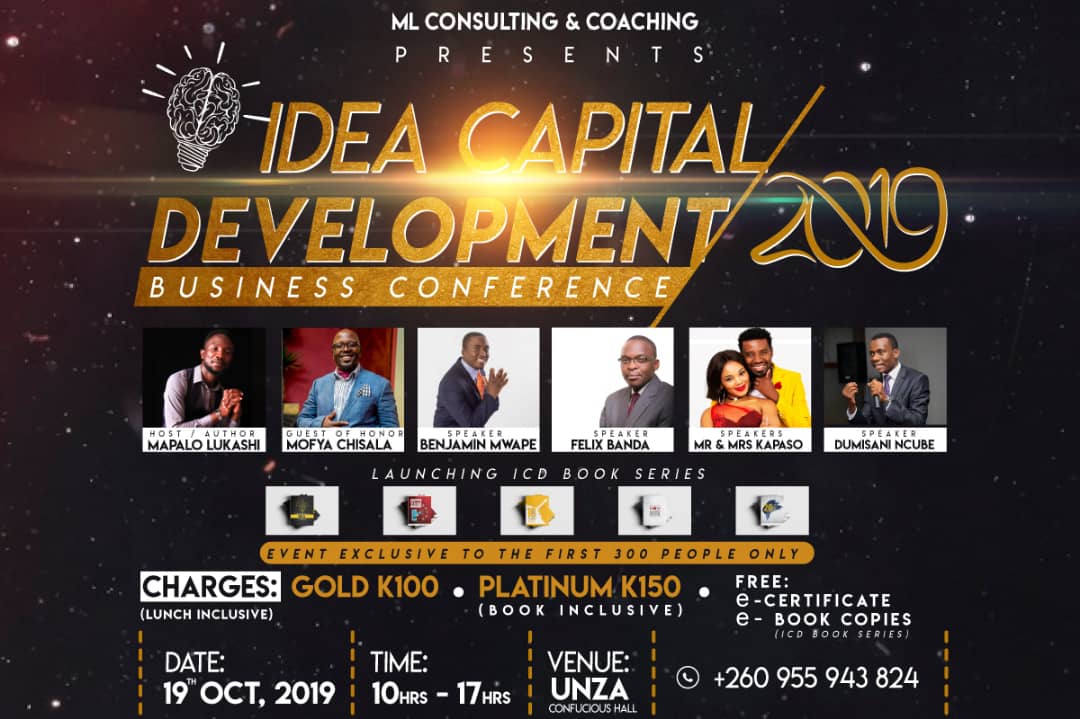 ML CONSULTING & COACHING
PRESENTS
IDEA CAPITAL
DEVELOPMENT
2019
BUSINESS CONFERENCE
HOST / AUTHOR
MAPALO LUKASHI
GUEST OF HONOR
MOFYA CHISALA
SPEAKER
BENJAMIN MWAPE
SPEAKER
FELIX BANDA
SPEAKERS
MR & MRS KAPASO
SPEAKER
DUMISANI NCUBE
LAUNCHING ICD BOOK SERIES
EVENT EXCLUSIVE TO THE FIRST 300 PEOPLE ONLY
CHARGES: GOLD K100 • PLATINUM K150 •
(LUNCH INCLUSIVE)
(BOOK INCLUSIVE)
FREE:
e-CERTIFICATE
e- BOOK COPIES
(ICD BOOK SERIES)
DATE:
19TH OCT, 2019
TIME:
10HRS - 17HRS
VENUE:
UNZA
CONFUCIOUS HALL
+260 955 943 824